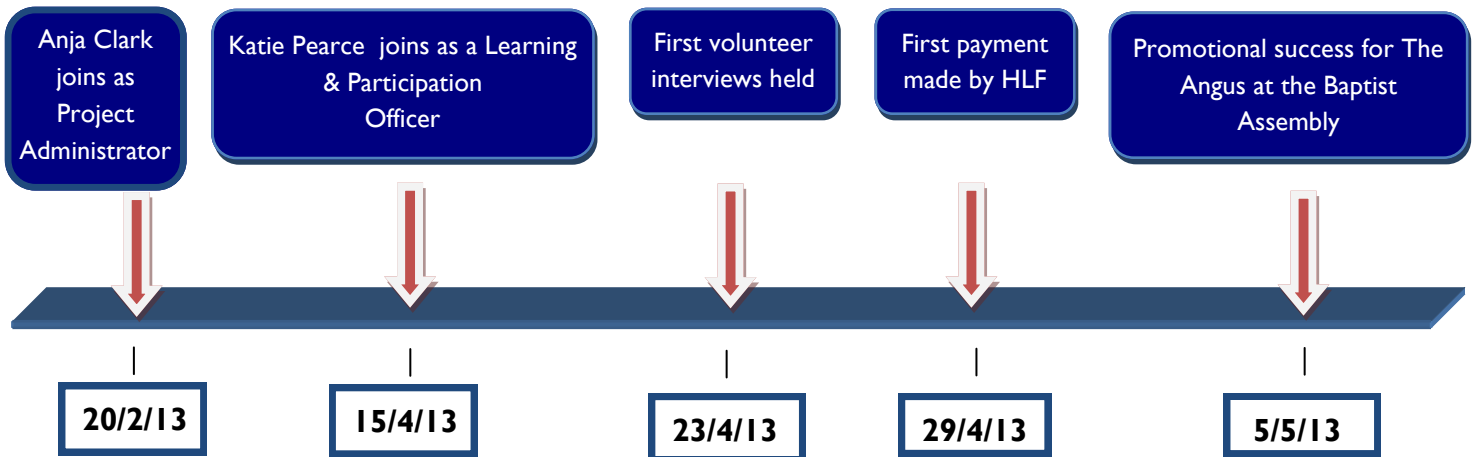 Anja Clark
joins as
Project
Administrator
Katie Pearce  joins as a Learning
& Participation
Officer
First volunteer
interviews held
First payment
made by HLF
Promotional success for The
Angus at the Baptist
Assembly
20/2/13
15/4/13
23/4/13
29/4/13
5/5/13